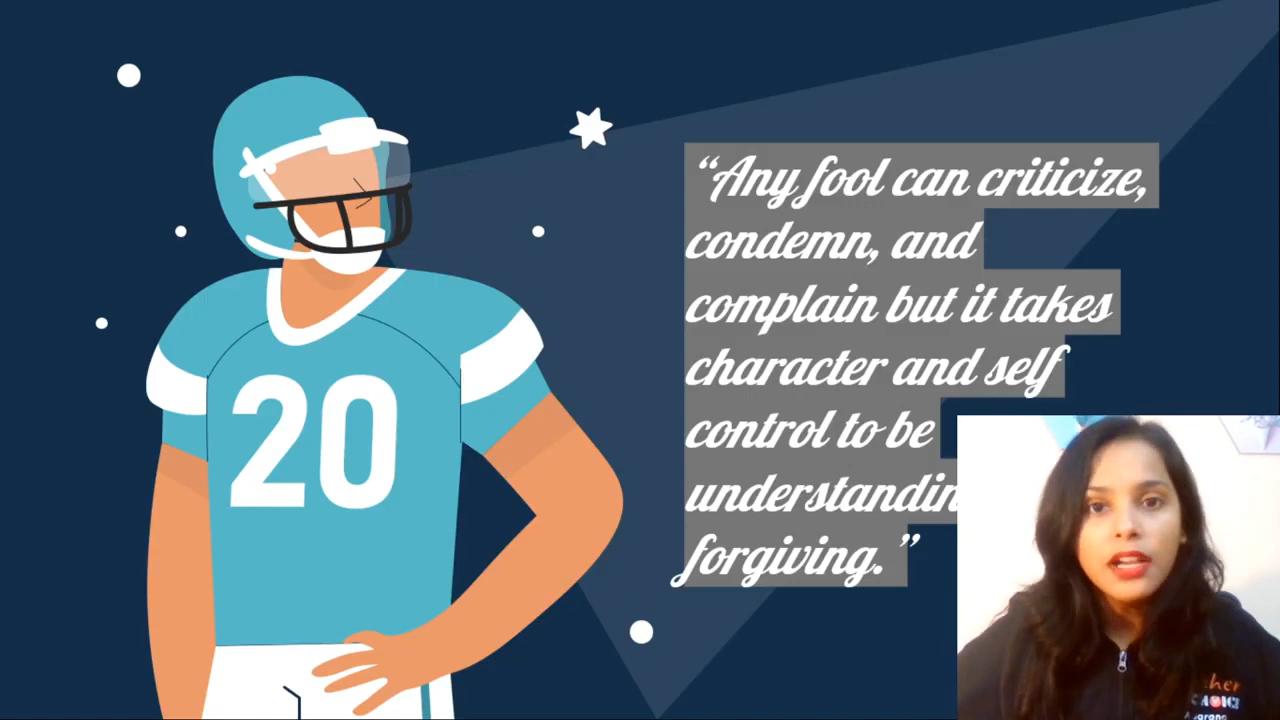 20
“Any fool can criticize,
condemn, and
complain but it takes
character and self
control to be
forgiving.”